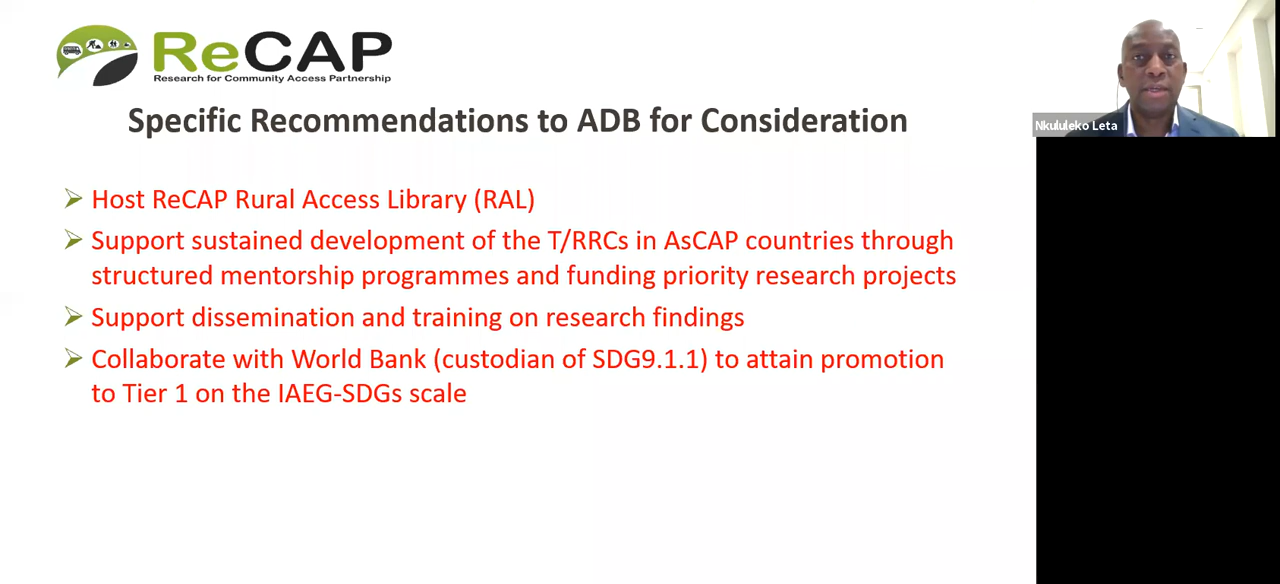 ReCAP
Research for Community Access Partnership
Specific Recommendations to ADB for Consideration
Nkululeko Leta
Host ReCAP Rural Access Library (RAL)
Support sustained development of the T/RRCs in AsCAP countries through
structured mentorship programmes and funding priority research projects
Support dissemination and training on research findings
Collaborate with World Bank (custodian of SDG9.1.1) to attain promotion
to Tier 1 on the IAEG-SDGs scale